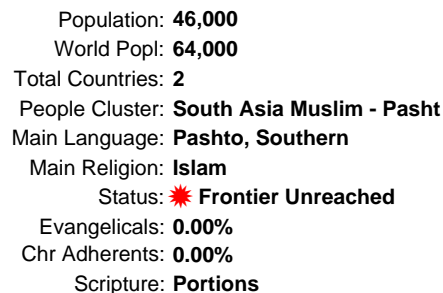 Population: 46,000
World Popl: 64,000
Total Countries: 2
People Cluster: South Asia Muslim - Pasht
Main Language: Pashto, Southern
Main Religion: Islam
Status: Frontier Unreached
Evangelicals: 0.00%
Chr Adherents: 0.00%
Scripture: Portions